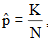 p̂ = K/N,